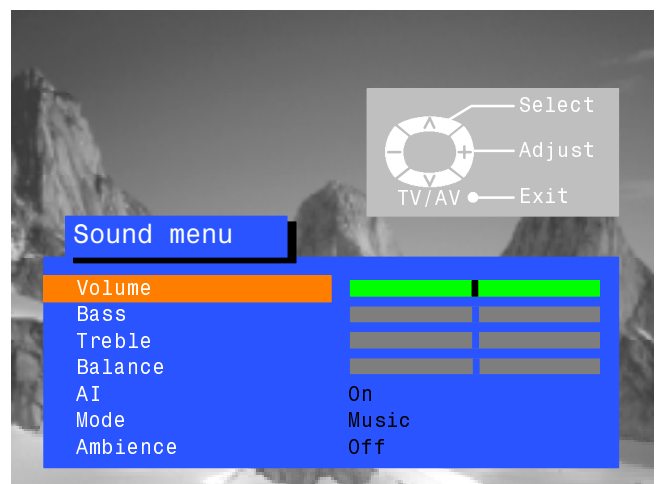 Select
Adjust
TV/AV Exit
Sound menu
Volume
Bass
Treble
Balance
AI On
Mode Music
Ambience Off